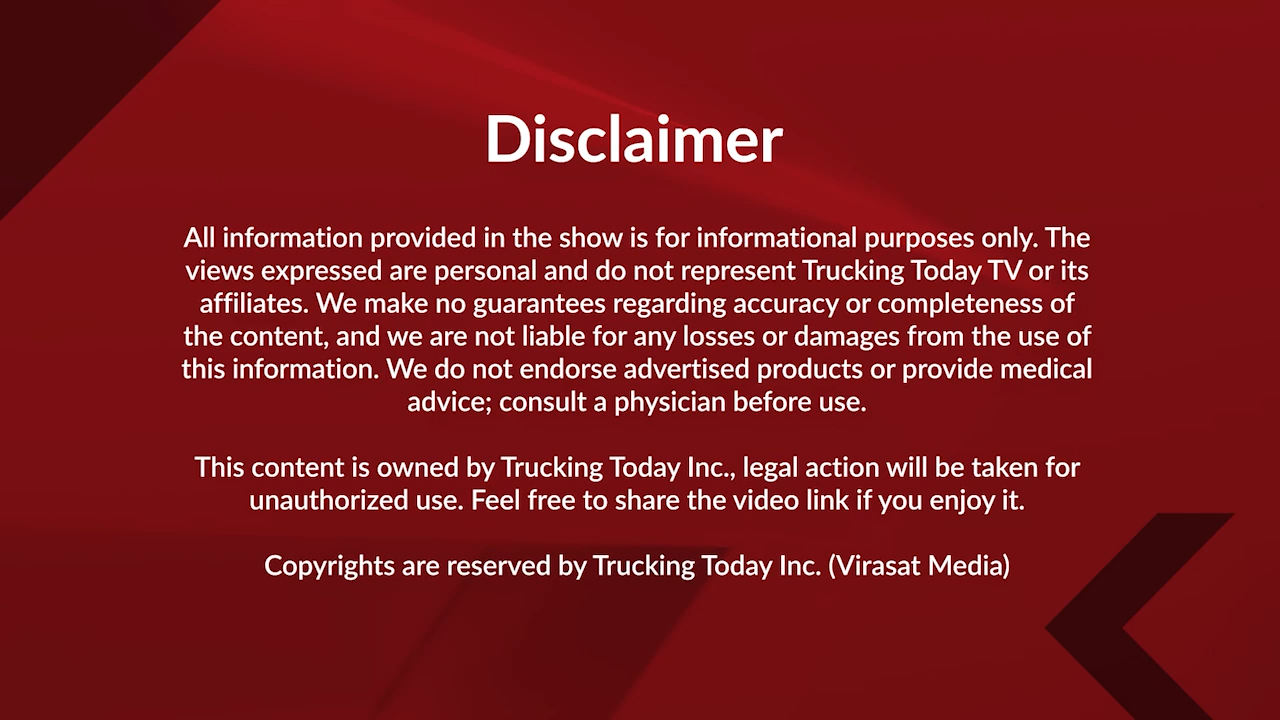 Disclaimer
All information provided in the show is for informational purposes only. The
views expressed are personal and do not represent Trucking Today TV or its
affiliates. We make no guarantees regarding accuracy or completeness of
the content, and we are not liable for any losses or damages from the use of
this information. We do not endorse advertised products or provide medical
advice; consult a physician before use.
This content is owned by Trucking Today Inc., legal action will be taken for
unauthorized use. Feel free to share the video link if you enjoy it.
Copyrights are reserved by Trucking Today Inc. (Virasat Media)